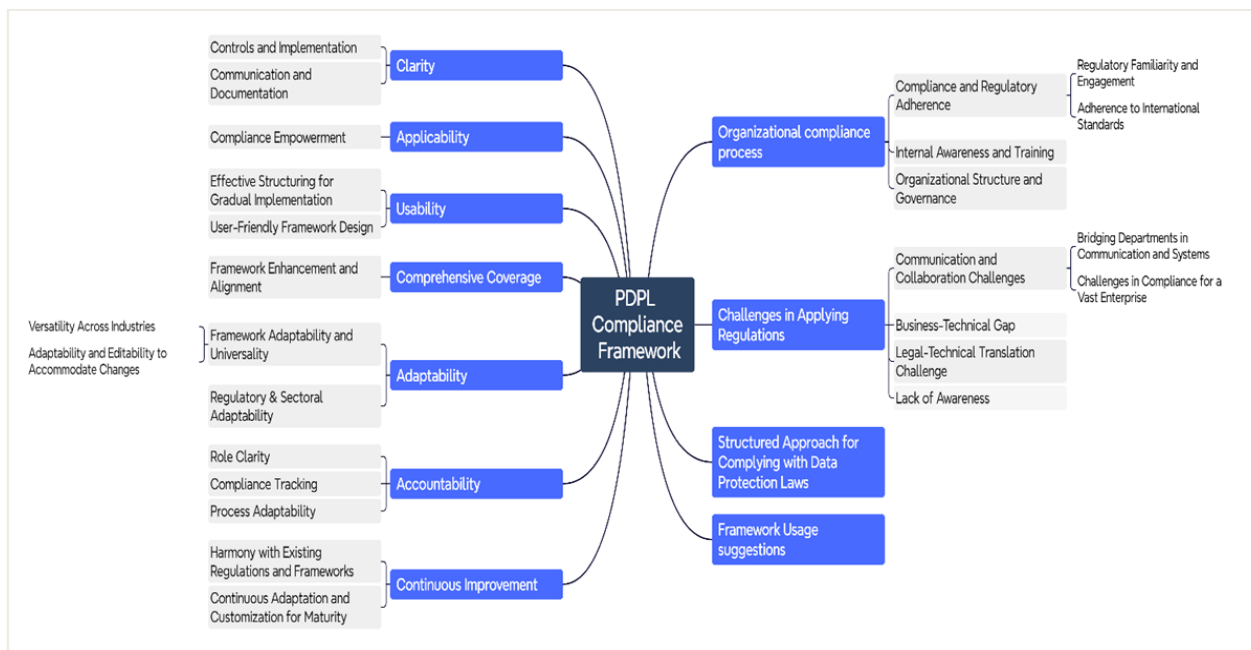 Controls and Implementation
Communication and
Documentation
Clarity
Compliance Empowerment
Applicability
Effective Structuring for
Gradual Implementation
User-Friendly Framework Design
Usability
Framework Enhancement and
Alignment
Comprehensive Coverage
Versatility Across Industries
Adaptability and Editability to
Accommodate Changes
Framework Adaptability and
Universality
Regulatory & Sectoral
Adaptability
Adaptability
Role Clarity
Compliance Tracking
Process Adaptability
Accountability
Harmony with Existing
Regulations and Frameworks
Continuous Adaptation and
Customization for Maturity
Continuous Improvement
PDPL
Compliance
Framework
Organizational compliance
process
Compliance and Regulatory
Adherence
Regulatory Familiarity and
Engagement
Adherence to International
Standards
Internal Awareness and Training
Organizational Structure and
Governance
Challenges in Applying
Regulations
Communication and
Collaboration Challenges
Bridging Departments in
Communication and Systems
Challenges in Compliance for a
Vast Enterprise
Business-Technical Gap
Legal-Technical Translation
Challenge
Lack of Awareness
Structured Approach for
Complying with Data
Protection Laws
Framework Usage
suggestions